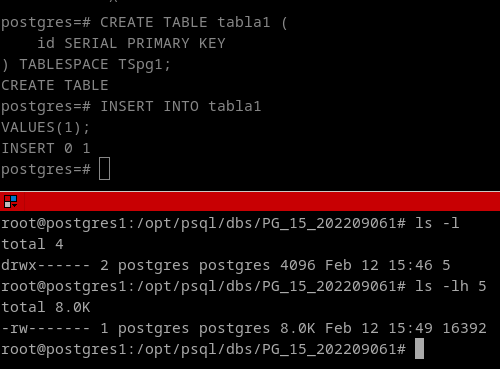 postgres=# CREATE TABLE tabla1 (
    id SERIAL PRIMARY KEY
) TABLESPACE TSpg1;
CREATE TABLE
postgres=# INSERT INTO tabla1
VALUES(1);
INSERT 0 1
postgres=#
root@postgres1:/opt/psql/dbs/PG_15_202209061# ls -l
total 4
drwx------ 2 postgres postgres 4096 Feb 12 15:46 5
root@postgres1:/opt/psql/dbs/PG_15_202209061# ls -lh 5
total 8.0K
-rw------- 1 postgres postgres 8.0K Feb 12 15:49 16392
root@postgres1:/opt/psql/dbs/PG_15_202209061#